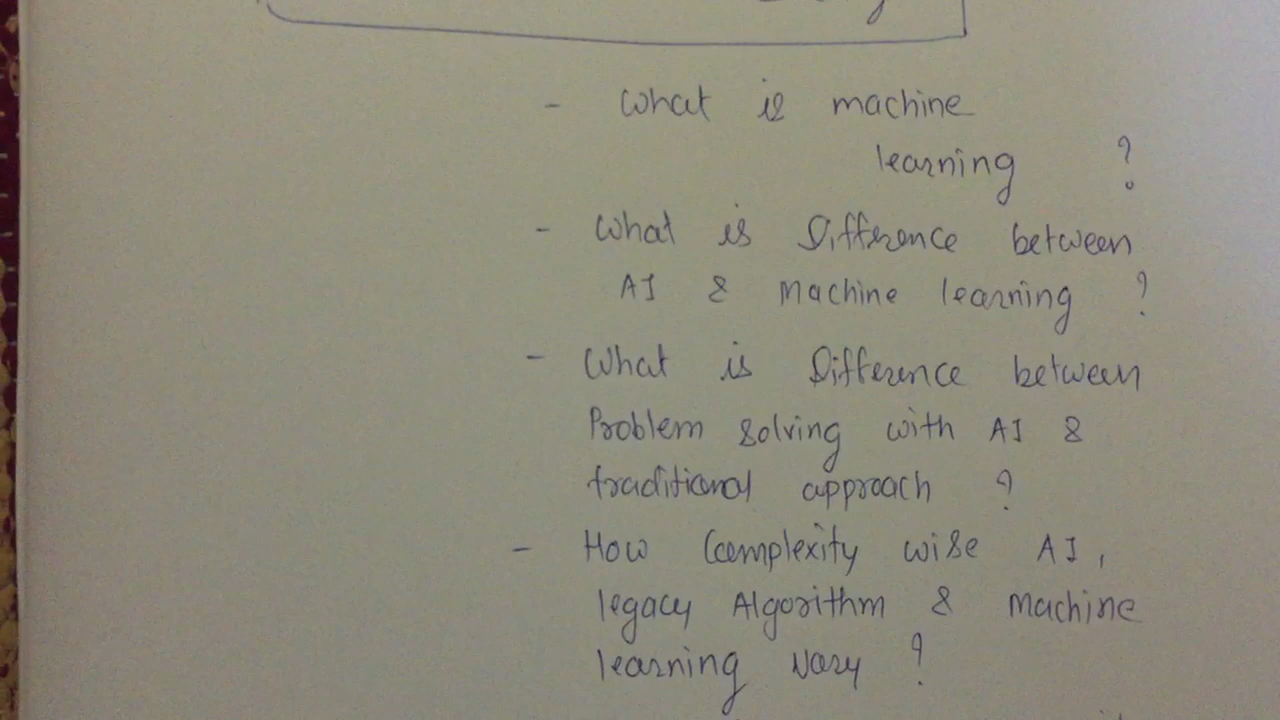 - What is machine
learning ?
- What is Difference between
AI & Machine learning ?
- What is Difference between
Problem solving with AI &
traditional approach ?
- How Complexity wise AI,
legacy Algorithm & Machine
learning vary ?